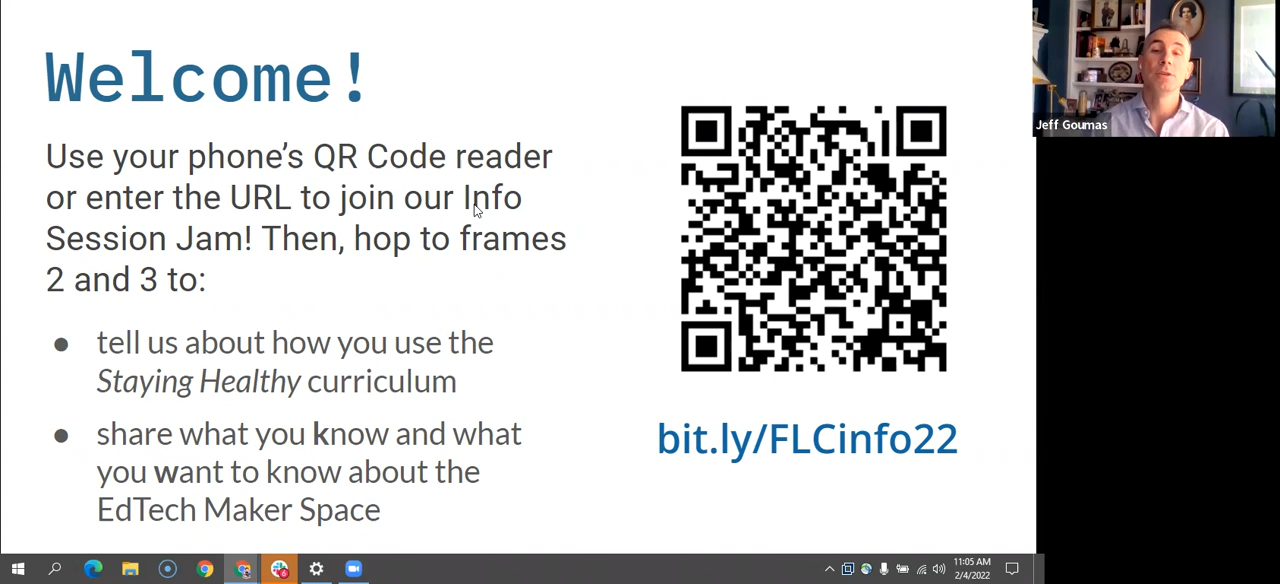 Welcome!
Use your phone’s QR Code reader
or enter the URL to join our Info
Session Jam! Then, hop to frames
2 and 3 to:
● tell us about how you use the
Staying Healthy curriculum
● share what you know and what
you want to know about the
EdTech Maker Space
bit.ly/FLCinfo22
Jeff Goumas
6
11:05 AM
2/4/2022